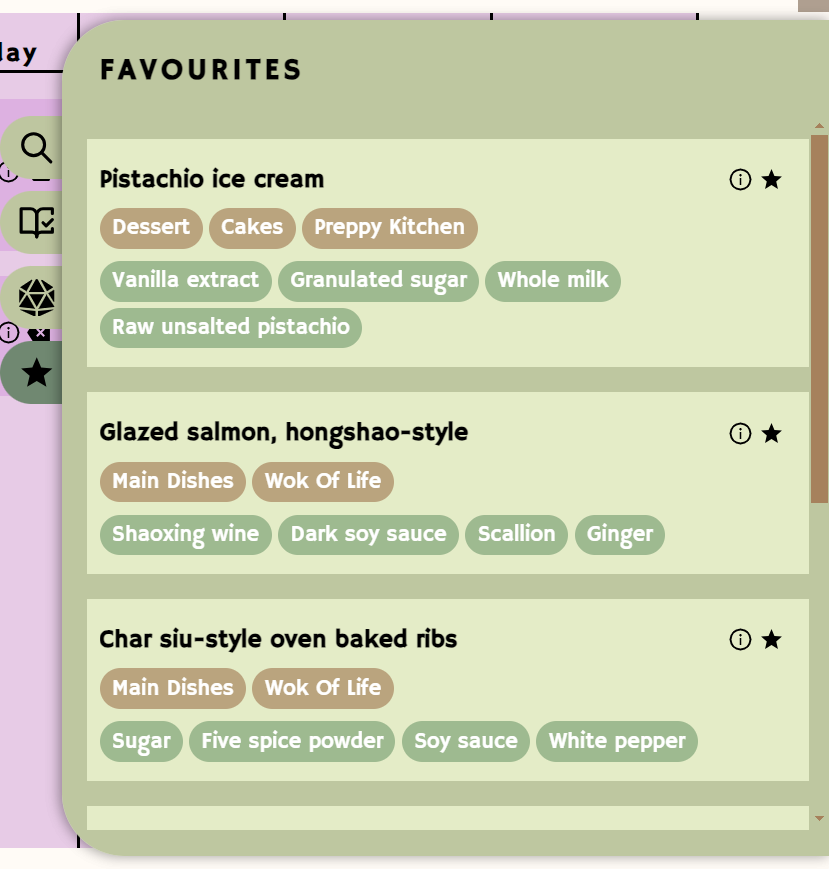 FAVOURITES
Pistachio ice cream
Dessert Cakes Preppy Kitchen
Vanilla extract Granulated sugar Whole milk
Raw unsalted pistachio
Glazed salmon, hongshao-style
Main Dishes Wok Of Life
Shaoxing wine Dark soy sauce Scallion Ginger
Char siu-style oven baked ribs
Main Dishes Wok Of Life
Sugar Five spice powder Soy sauce White pepper